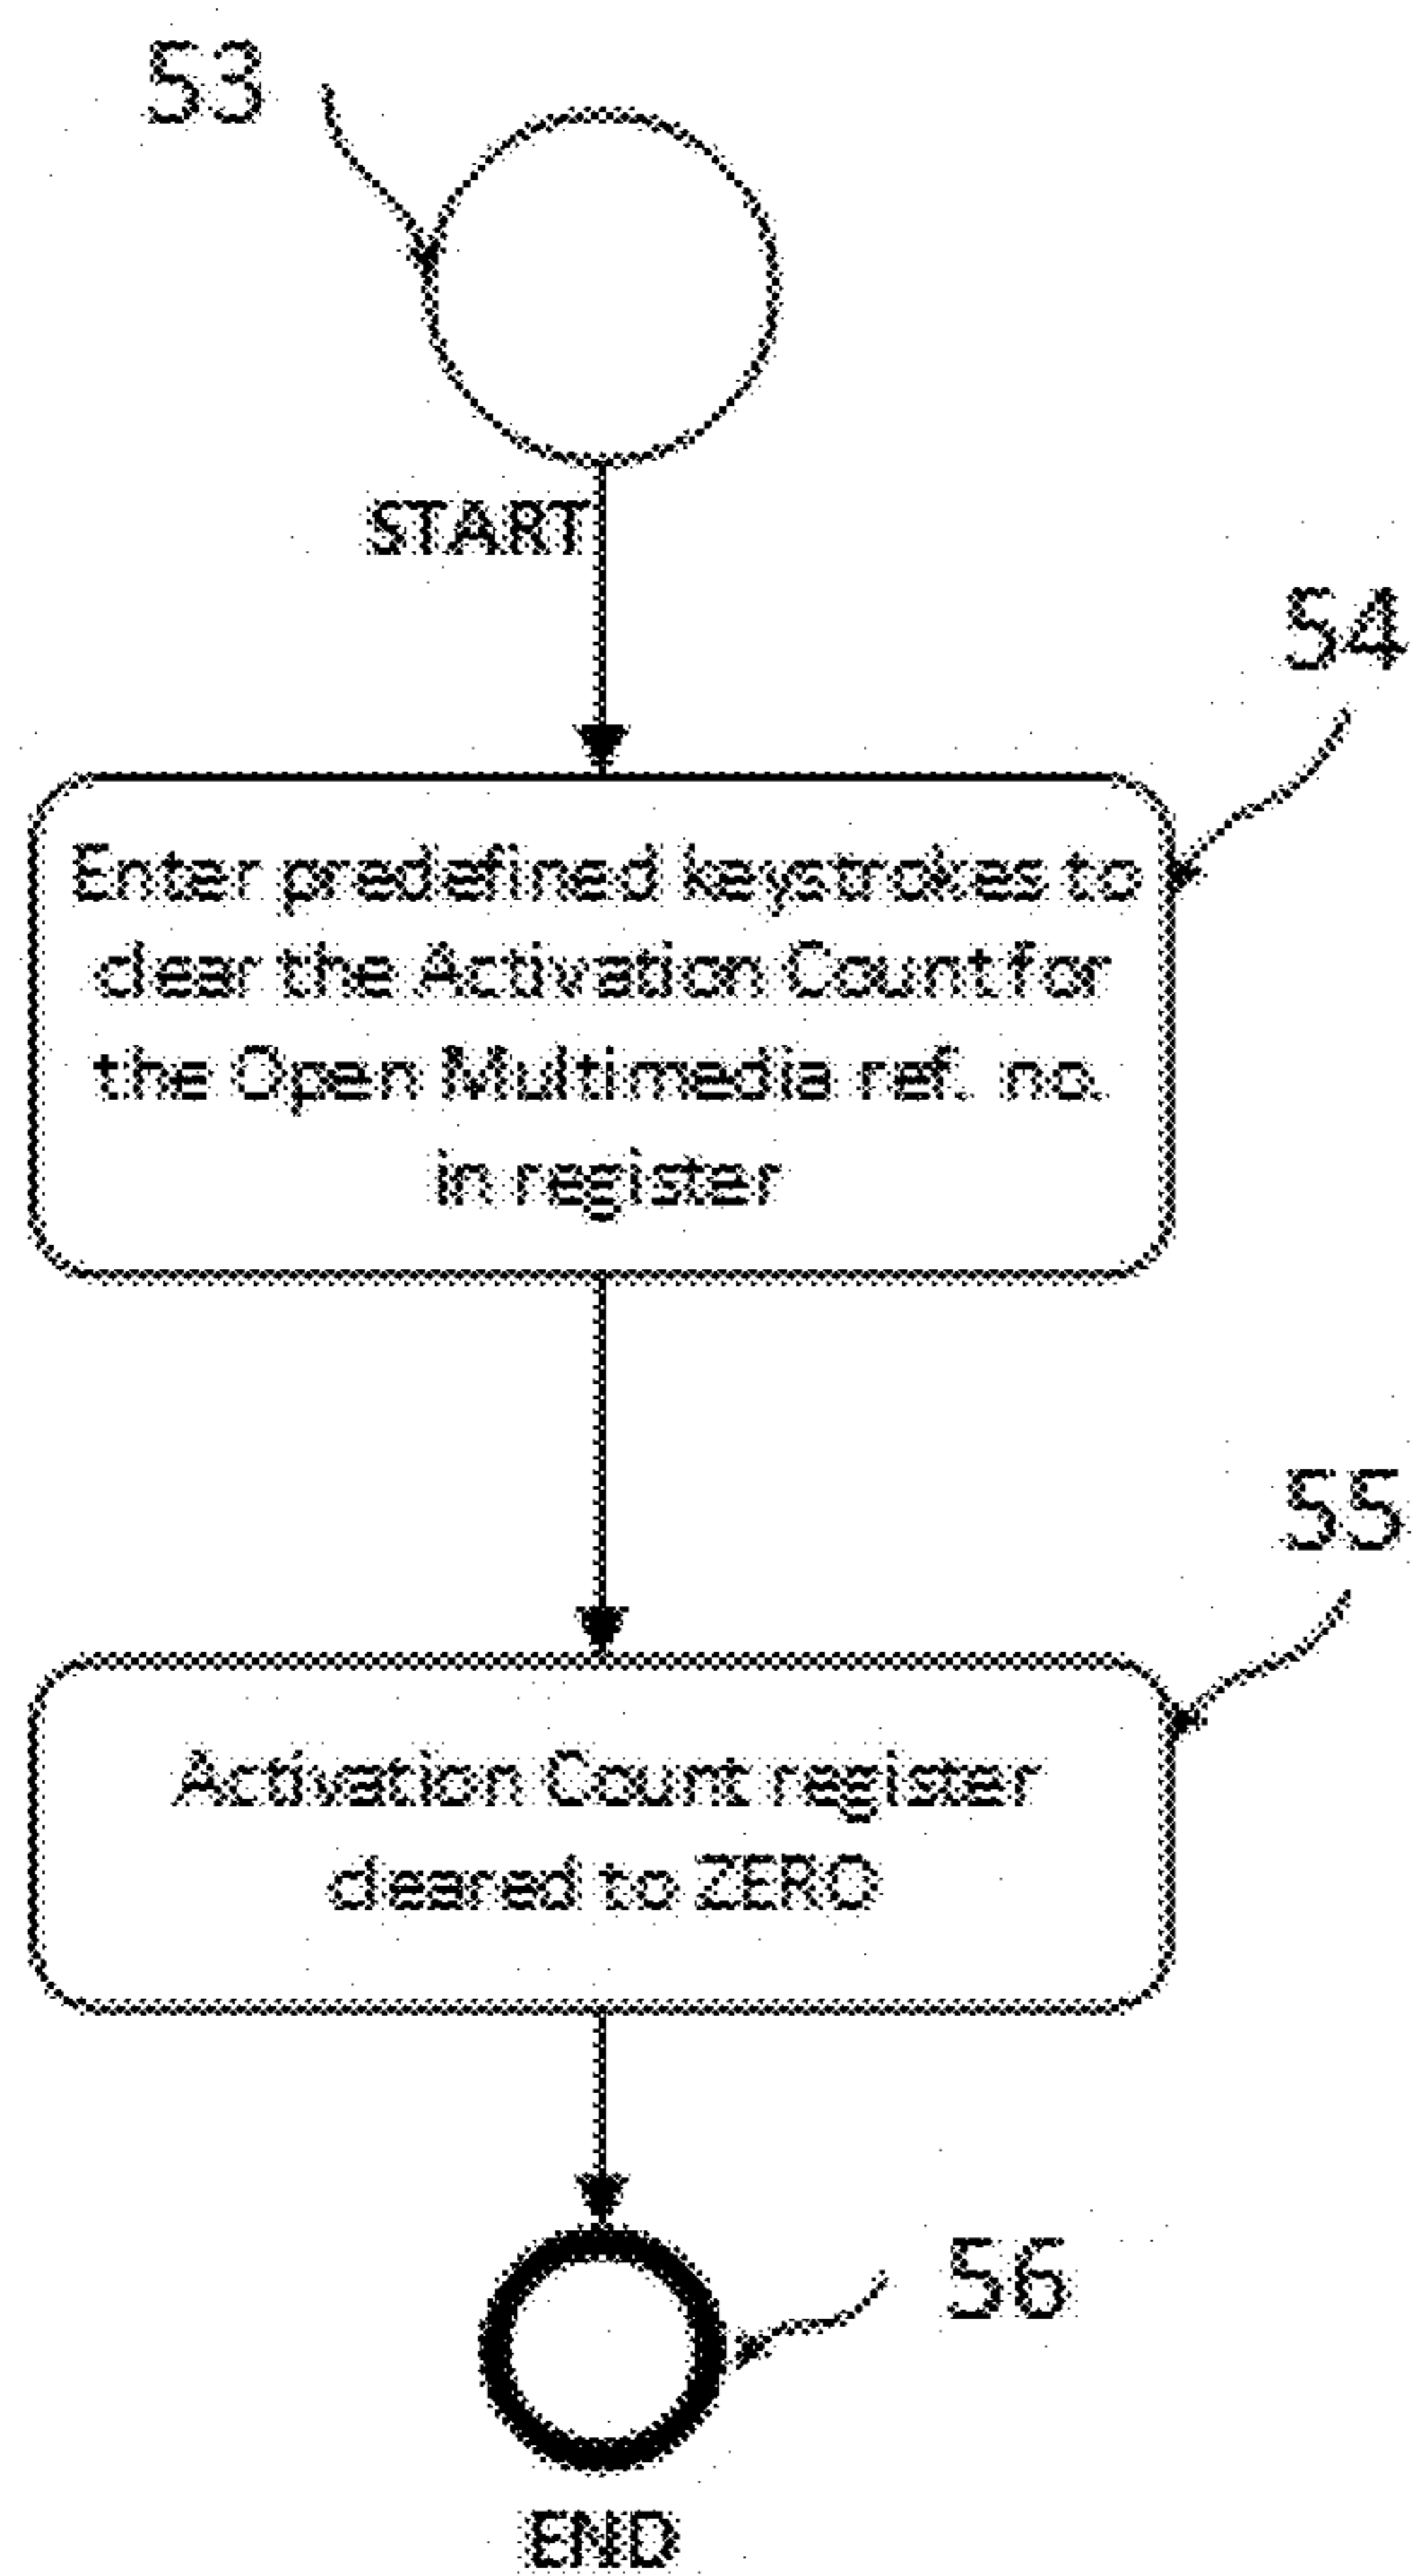 53
START
54
Enter predefined keystrokes to
clear the Activation Count for
the Open Multimedia ref. no.
in register
55
Activation Count register
cleared to ZERO
56
END